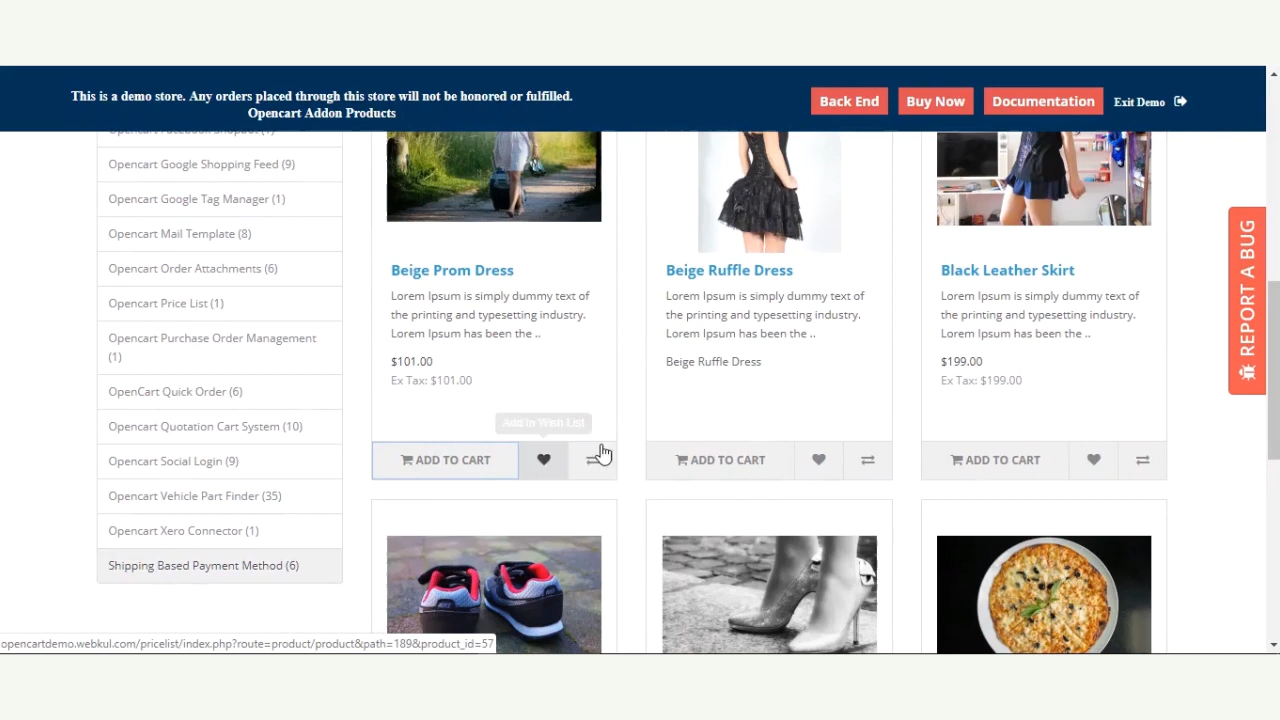 This is a demo store. Any orders placed through this store will not be honored or fulfilled.
Opencart Addon Products
Back End
Buy Now
Documentation
Exit Demo
Opencart Google Shopping Feed (9)
Opencart Google Tag Manager (1)
Opencart Mail Template (8)
Opencart Order Attachments (6)
Opencart Price List (1)
Opencart Purchase Order Management
(1)
OpenCart Quick Order (6)
Opencart Quotation Cart System (10)
Opencart Social Login (9)
Opencart Vehicle Part Finder (35)
Opencart Xero Connector (1)
Shipping Based Payment Method (6)
Beige Prom Dress
Lorem Ipsum is simply dummy text of
the printing and typesetting industry.
Lorem Ipsum has been the ..
$101.00
Ex Tax: $101.00
Add to Wish List
ADD TO CART
Beige Ruffle Dress
Lorem Ipsum is simply dummy text of
the printing and typesetting industry.
Lorem Ipsum has been the ..
Beige Ruffle Dress
ADD TO CART
Black Leather Skirt
Lorem Ipsum is simply dummy text of
the printing and typesetting industry.
Lorem Ipsum has been the ..
$199.00
Ex Tax: $199.00
ADD TO CART
REPORT A BUG
opencartdemo.webkul.com/pricelist/index.php?route=product/product&path=189&product_id=57